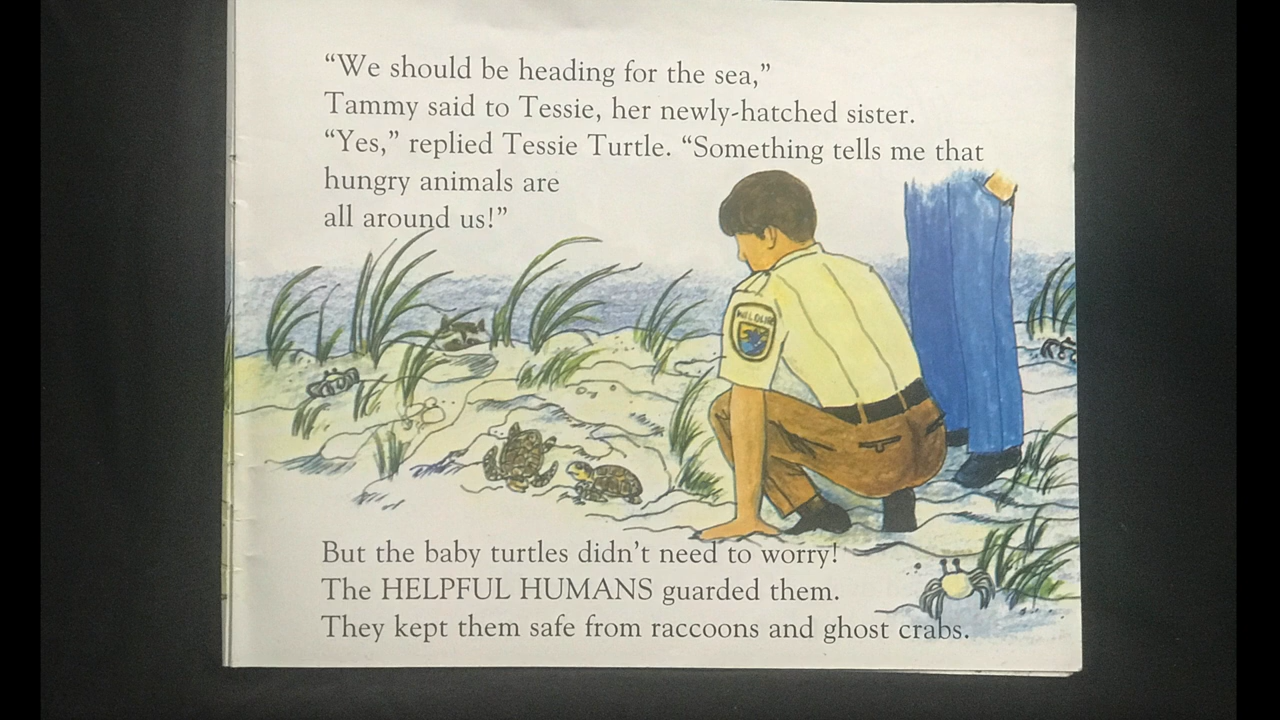 “We should be heading for the sea,”
Tammy said to Tessie, her newly-hatched sister.
“Yes,” replied Tessie Turtle. “Something tells me that
hungry animals are
all around us!”
WILDLIFE
But the baby turtles didn’t need to worry!
The HELPFUL HUMANS guarded them.
They kept them safe from raccoons and ghost crabs.